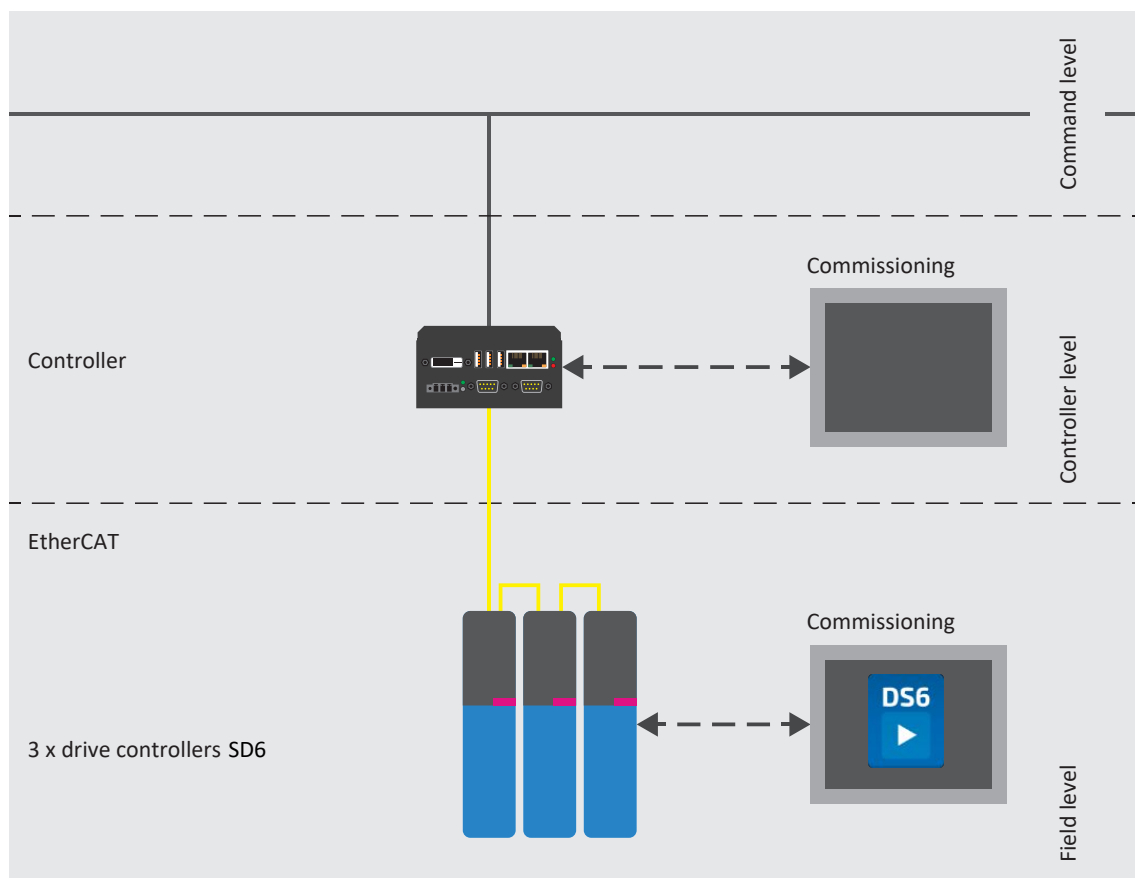 Command level
Commissioning
Controller
Controller level
EtherCAT
Commissioning
DS6
3 x drive controllers SD6
Field level